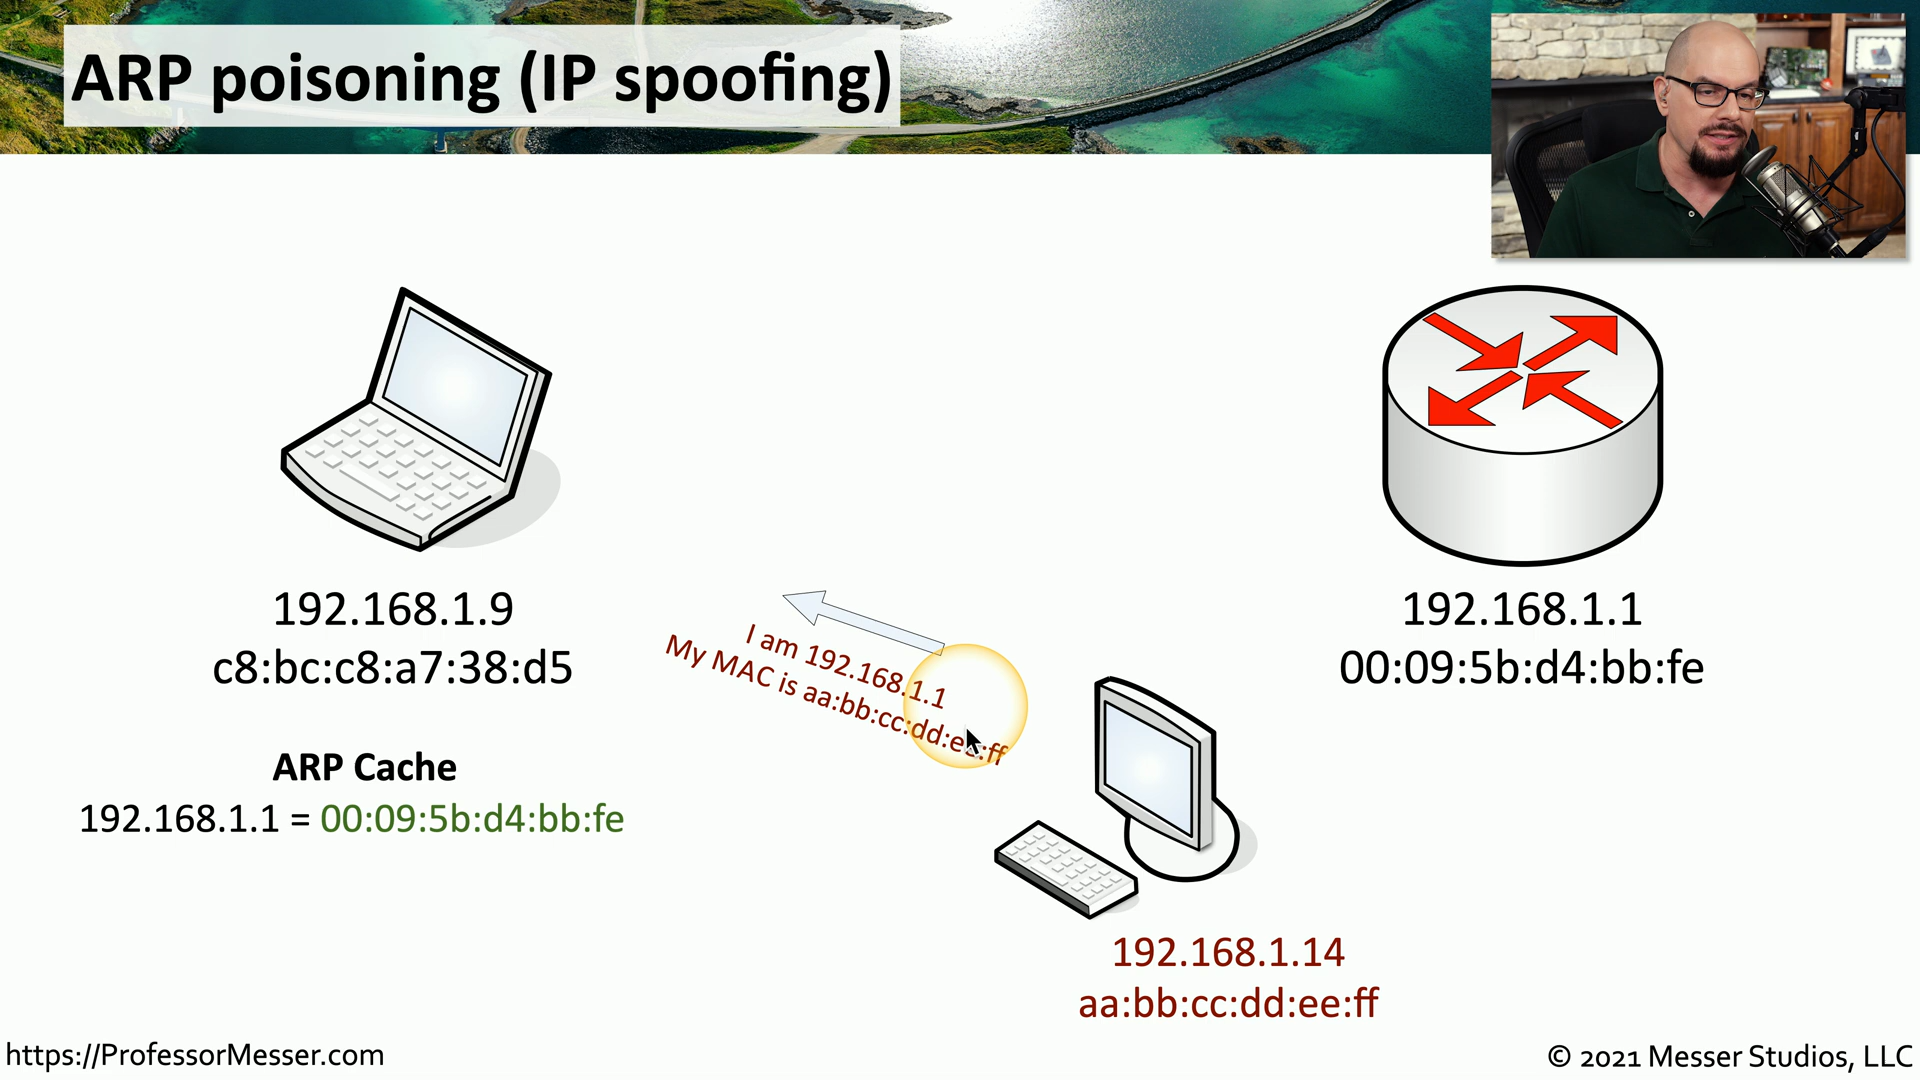 ARP poisoning (IP spoofing)
192.168.1.9
c8:bc:c8:a7:38:d5
192.168.1.1
00:09:5b:d4:bb:fe
I am 192.168.1.1
My MAC is aa:bb:cc:dd:ee:ff
ARP Cache
192.168.1.1 = 00:09:5b:d4:bb:fe
192.168.1.14
aa:bb:cc:dd:ee:ff
https://ProfessorMesser.com
© 2021 Messer Studios, LLC